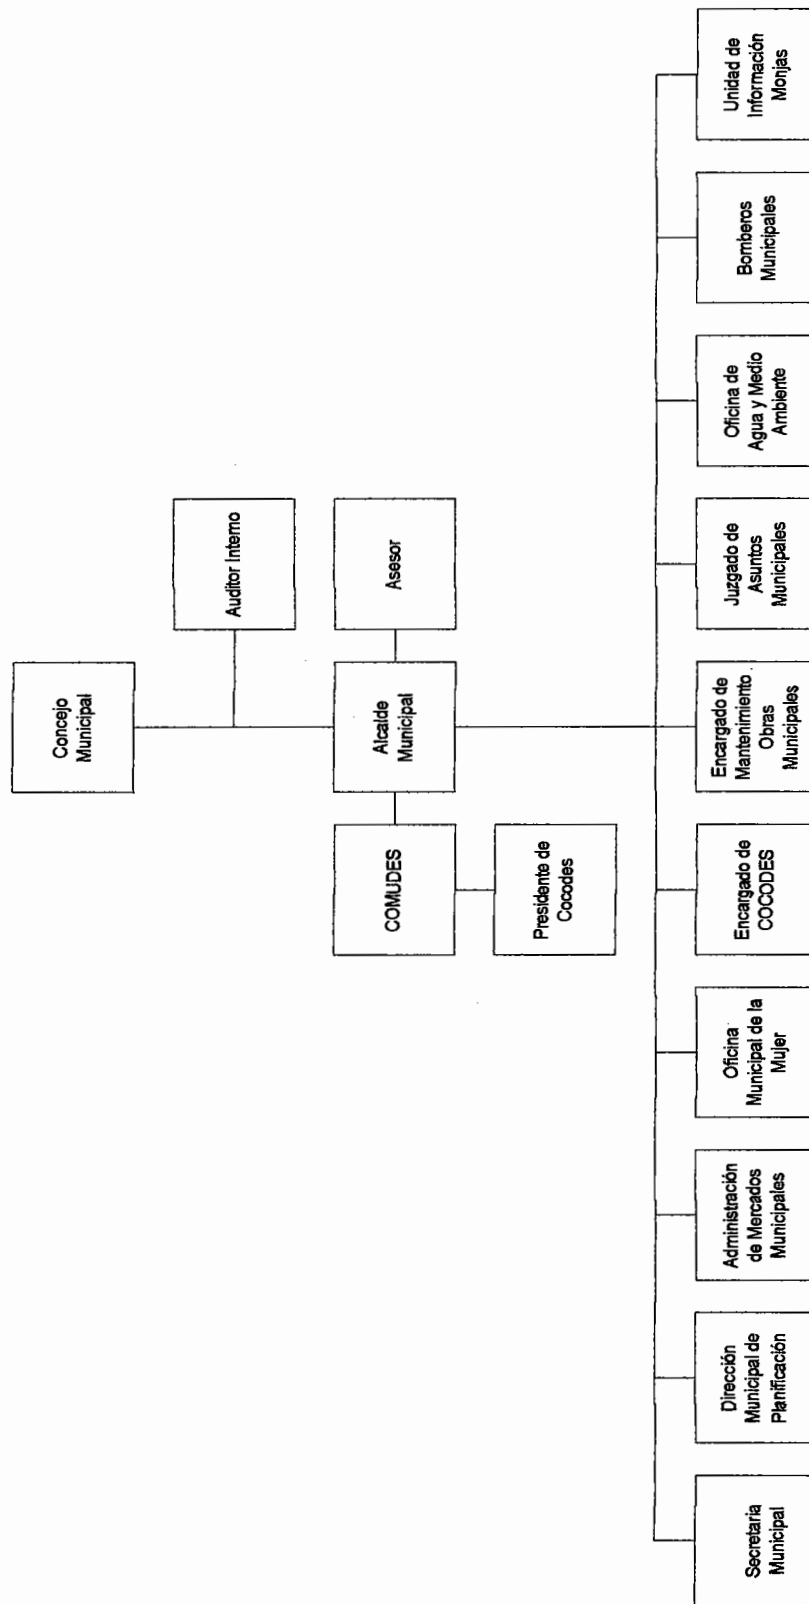 Concejo
Municipal
Auditor Interno
Alcalde
Municipal
Asesor
COMUDES
Presidente de
Cocodes
Secretaria
Municipal
Dirección
Municipal de
Planificación
Administración
de Mercados
Municipales
Oficina
Municipal de la
Mujer
Encargado de
COCODES
Encargado de
Mantenimiento
Obras
Municipales
Juzgado de
Asuntos
Municipales
Oficina de
Agua y Medio
Ambiente
Bomberos
Municipales
Unidad de
Información
Monjas